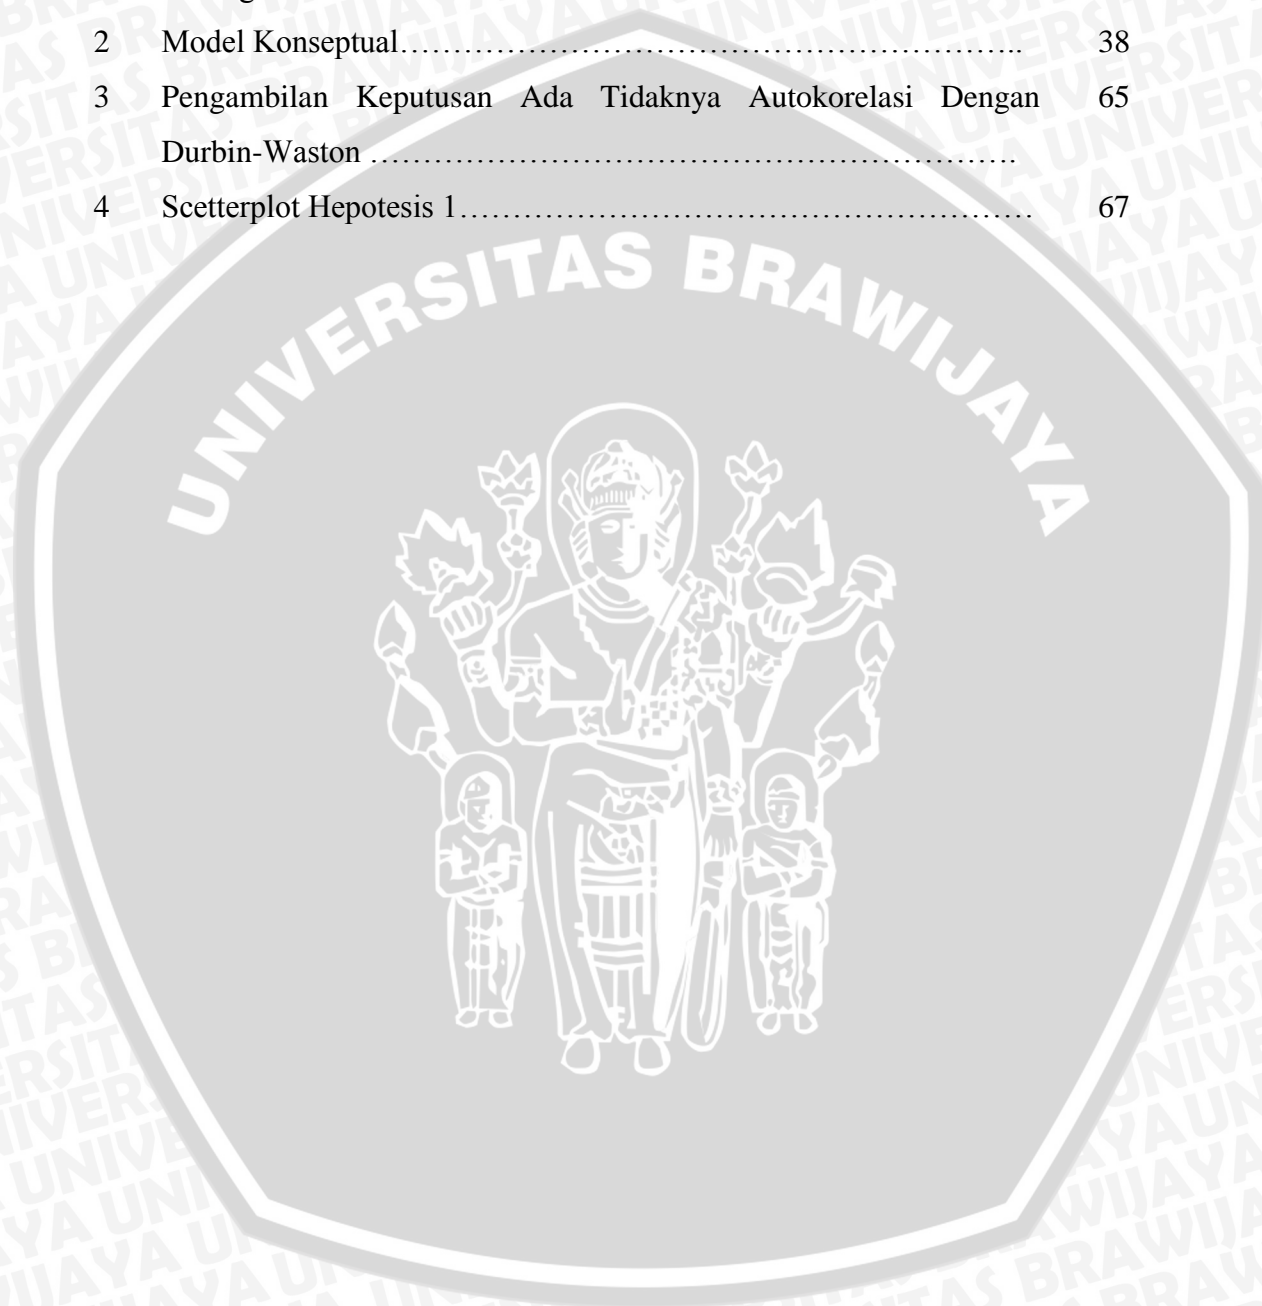 2 Model Konseptual…………………………………………………….. 38
3 Pengambilan Keputusan Ada Tidaknya Autokorelasi Dengan 65
Durbin-Waston ……………………………………………………….
4 Scetterplot Hepotesis 1……………………………………………… 67
UNIVERSITAS BRAWIJAYA